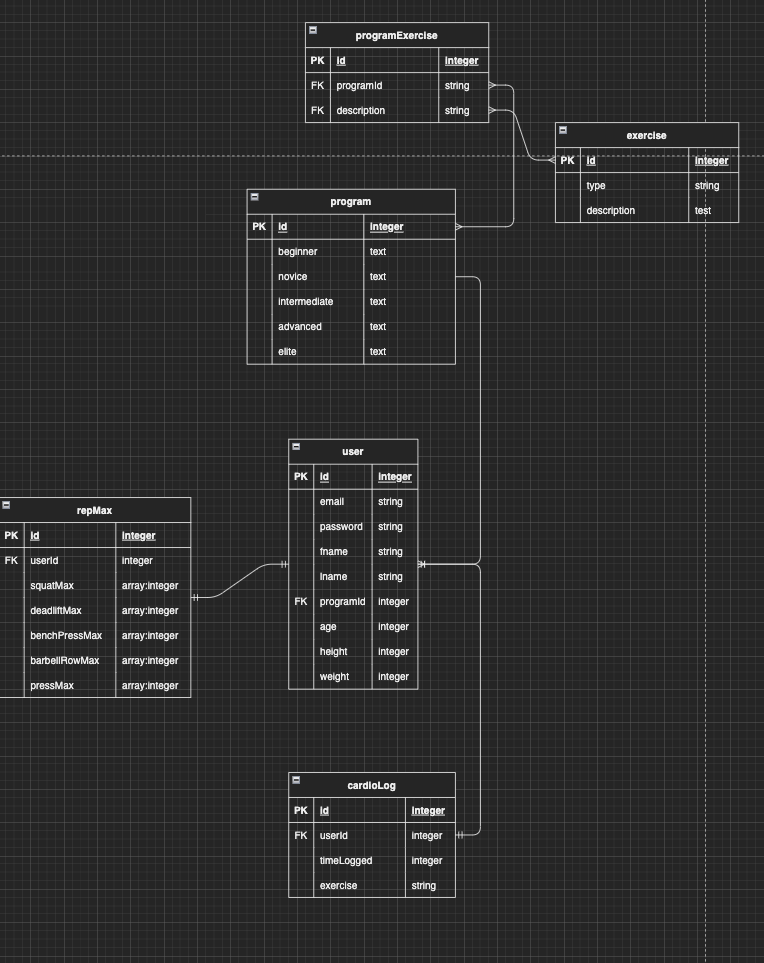 programExercise
PK id integer
FK programId string
FK description string
exercise
PK id integer
type string
description test
program
PK id integer
beginner text
novice text
intermediate text
advanced text
elite text
user
PK id integer
email string
password string
fname string
lname string
FK programId integer
age integer
height integer
weight integer
repMax
PK id integer
FK userId integer
squatMax array:integer
deadliftMax array:integer
benchPressMax array:integer
barbellRowMax array:integer
pressMax array:integer
cardioLog
PK id integer
FK userId integer
timeLogged integer
exercise string